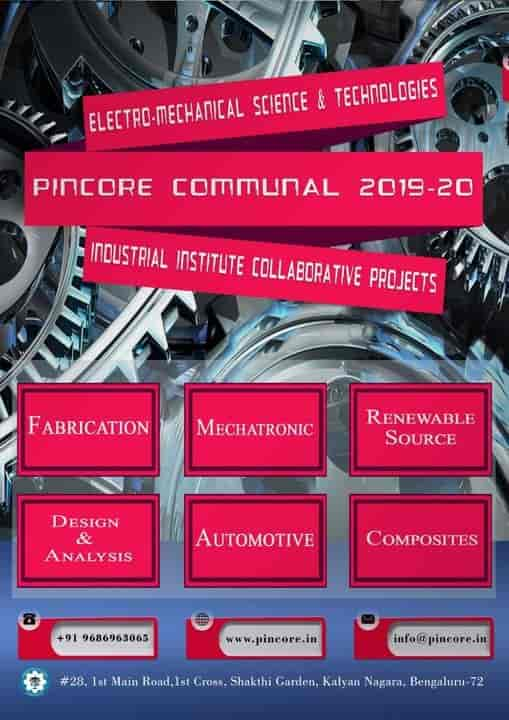 ELECTRO-MECHANICAL SCIENCE & TECHNOLOGIES
PINCORE COMMUNAL 2019-20
INDUSTRIAL INSTITUTE COLLABORATIVE PROJECTS
FABRICATION
MECHATRONIC
RENEWABLE
SOURCE
DESIGN
&
ANALYSIS
AUTOMOTIVE
COMPOSITES
+91 9686963065
www.pincore.in
info@pincore.in
#28, 1st Main Road,1st Cross, Shakthi Garden, Kalyan Nagara, Bengaluru-72